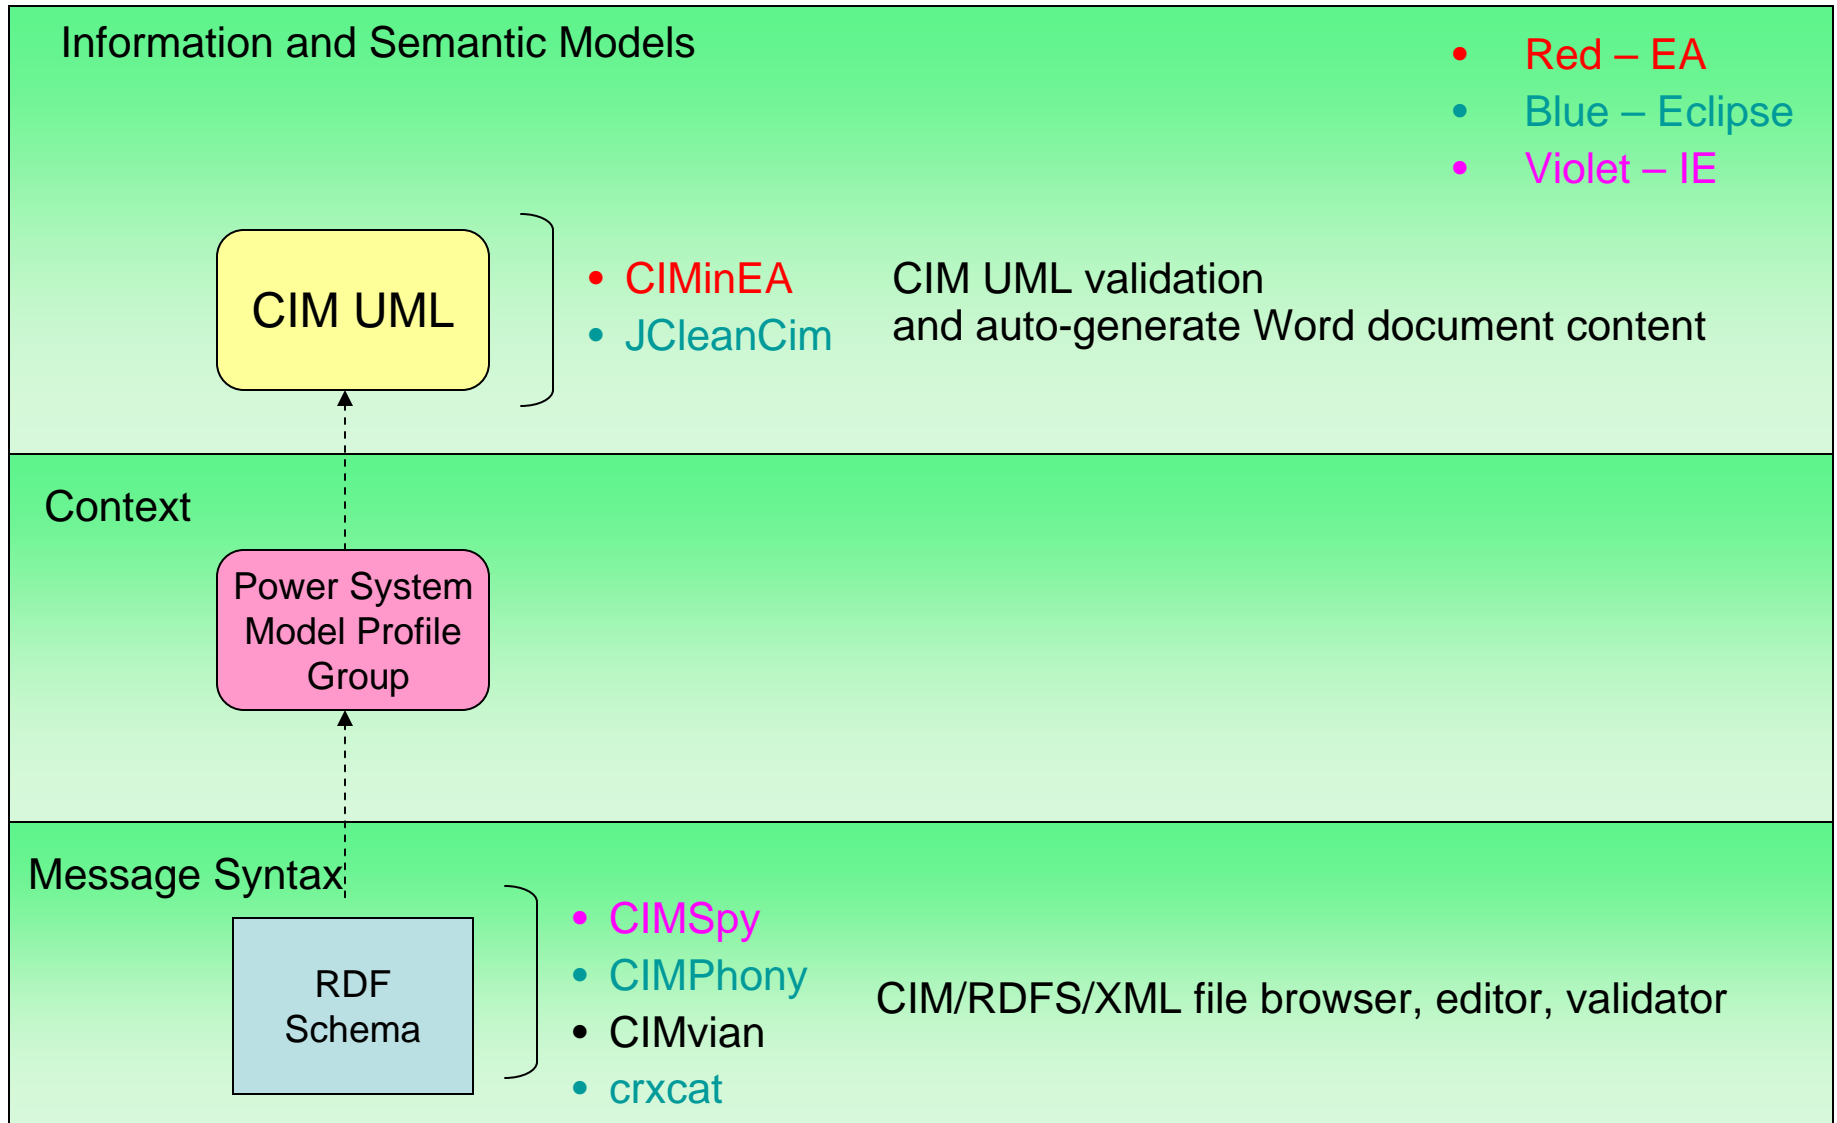 Information and Semantic Models
• Red – EA
• Blue – Eclipse
• Violet – IE
CIM UML
• CIMinEA
• JCleanCim
CIM UML validation
and auto-generate Word document content
Context
Power System
Model Profile
Group
Message Syntax
RDF
Schema
• CIMSpy
• CIMPhony
• CIMvian
• crxcat
CIM/RDFS/XML file browser, editor, validator